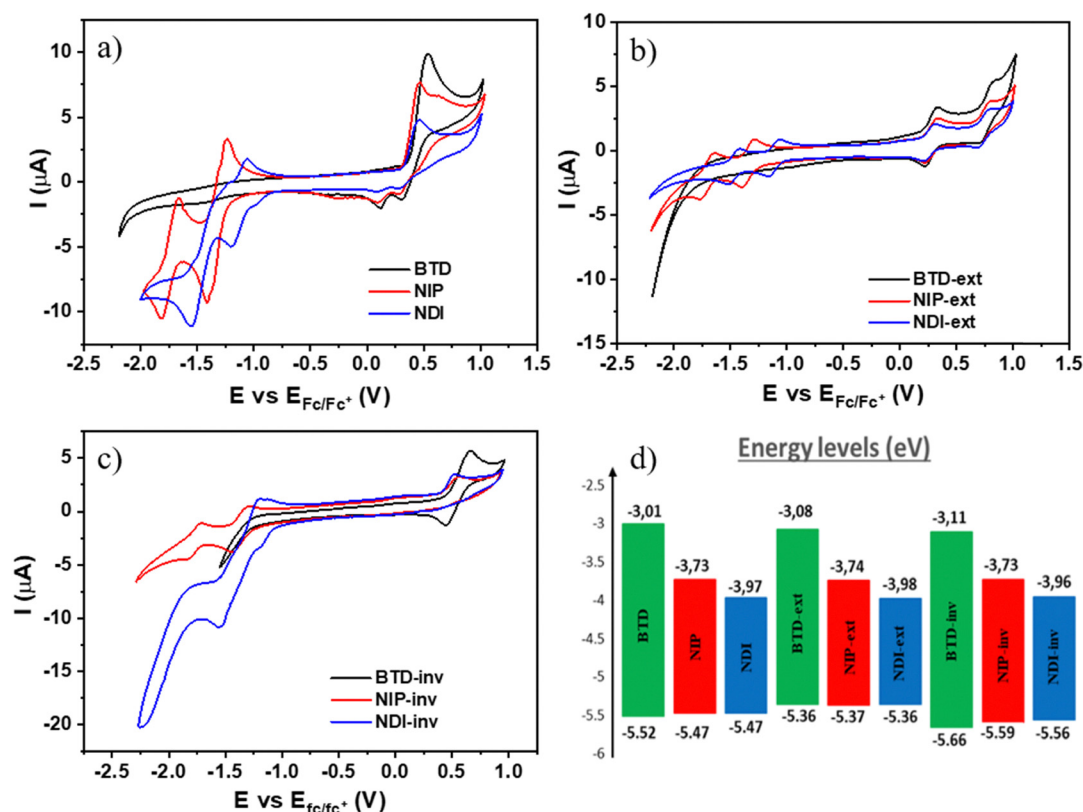 a)
10
5
0
-5
-10
I (μA)
BTD
NIP
NDI
-2.5 -2.0 -1.5 -1.0 -0.5 0.0 0.5 1.0 1.5
E vs E Fc/Fc+ (V)
b)
10
5
0
-5
-10
-15
I (μA)
BTD-ext
NIP-ext
NDI-ext
-2.5 -2.0 -1.5 -1.0 -0.5 0.0 0.5 1.0 1.5
E vs E Fc/Fc+ (V)
c)
5
0
-5
-10
-15
-20
I (μA)
BTD-inv
NIP-inv
NDI-inv
-2.5 -2.0 -1.5 -1.0 -0.5 0.0 0.5 1.0
E vs E fc/fc+ (V)
d)
Energy levels (eV)
-2.5
-3
-3.5
-4
-4.5
-5
-5.5
-6
-3,01
-3,73
-3,97
-3,08
-3,74
-3,98
-3,11
-3,73
-3,96
BTD
NIP
NDI
BTD-ext
NIP-ext
NDI-ext
BTD-inv
NIP-inv
NDI-inv
-5.52
-5.47
-5.47
-5.36
-5.37
-5.36
-5.66
-5.59
-5.56